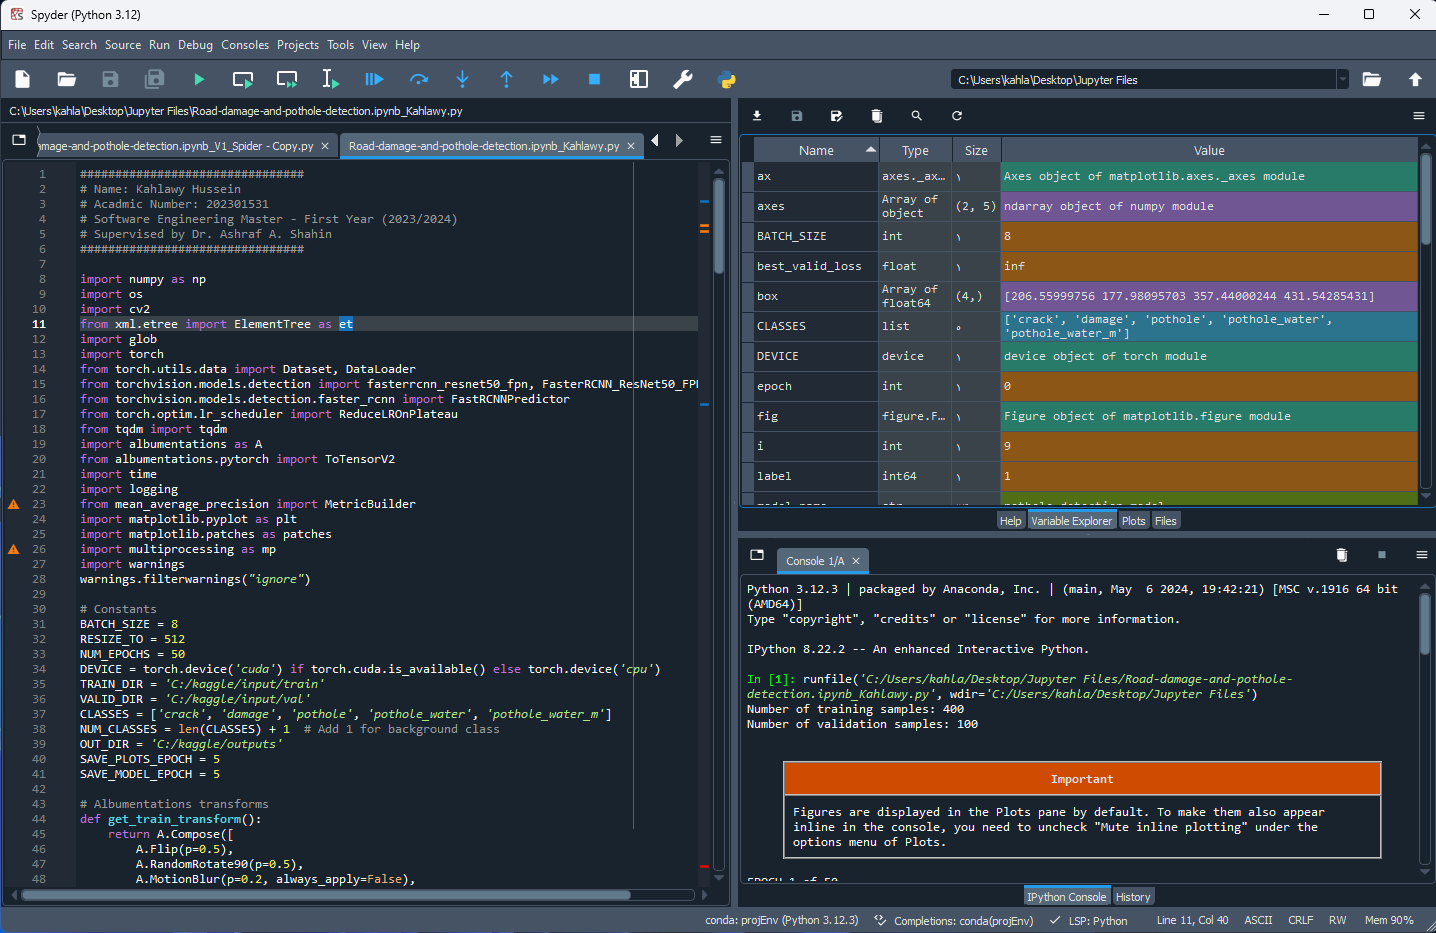 Spyder (Python 3.12)
File Edit Search Source Run Debug Consoles Projects Tools View Help
C:\Users\kahla\Desktop\Jupyter Files
C:\Users\kahla\Desktop\Jupyter Files\Road-damage-and-pothole-detection.ipynb_Kahlawy.py
mage-and-pothole-detection.ipynb_V1_Spider - Copy.py
Road-damage-and-pothole-detection.ipynb_Kahlawy.py
1 ################################
2 # Name: Kahlawy Hussein
3 # Acadmic Number: 202301531
4 # Software Engineering Master - First Year (2023/2024)
5 # Supervised by Dr. Ashraf A. Shahin
6 ################################
7
8 import numpy as np
9 import os
10 import cv2
11 from xml.etree import ElementTree as et
12 import glob
13 import torch
14 from torch.utils.data import Dataset, DataLoader
15 from torchvision.models.detection import fasterrcnn_resnet50_fpn, FasterRCNN_ResNet50_FP
16 from torchvision.models.detection.faster_rcnn import FastRCNNPredictor
17 from torch.optim.lr_scheduler import ReduceLROnPlateau
18 from tqdm import tqdm
19 import albumentations as A
20 from albumentations.pytorch import ToTensorV2
21 import time
22 import logging
23 from mean_average_precision import MetricBuilder
24 import matplotlib.pyplot as plt
25 import matplotlib.patches as patches
26 import multiprocessing as mp
27 import warnings
28 warnings.filterwarnings("ignore")
29
30 # Constants
31 BATCH_SIZE = 8
32 RESIZE_TO = 512
33 NUM_EPOCHS = 50
34 DEVICE = torch.device('cuda') if torch.cuda.is_available() else torch.device('cpu')
35 TRAIN_DIR = 'C:/kaggle/input/train'
36 VALID_DIR = 'C:/kaggle/input/val'
37 CLASSES = ['crack', 'damage', 'pothole', 'pothole_water', 'pothole_water_m']
38 NUM_CLASSES = len(CLASSES) + 1  # Add 1 for background class
39 OUT_DIR = 'C:/kaggle/outputs'
40 SAVE_PLOTS_EPOCH = 5
41 SAVE_MODEL_EPOCH = 5
42
43 # Albumentations transforms
44 def get_train_transform():
45     return A.Compose([
46         A.Flip(p=0.5),
47         A.RandomRotate90(p=0.5),
48         A.MotionBlur(p=0.2, always_apply=False),
Name Type Size Value
ax axes._ax… ١ Axes object of matplotlib.axes._axes module
axes Array of object (2, 5) ndarray object of numpy module
BATCH_SIZE int ١ 8
best_valid_loss float ١ inf
box Array of float64 (4,) [206.55999756 177.98095703 357.44000244 431.54285431]
CLASSES list ٥ ['crack', 'damage', 'pothole', 'pothole_water',
'pothole_water_m']
DEVICE device ١ device object of torch module
epoch int ١ 0
fig figure.F… ١ Figure object of matplotlib.figure module
i int ١ 9
label int64 ١ 1
Help Variable Explorer Plots Files
Console 1/A
Python 3.12.3 | packaged by Anaconda, Inc. | (main, May  6 2024, 19:42:21) [MSC v.1916 64 bit
(AMD64)]
Type "copyright", "credits" or "license" for more information.
IPython 8.22.2 -- An enhanced Interactive Python.
In [1]: runfile('C:/Users/kahla/Desktop/Jupyter Files/Road-damage-and-pothole-
detection.ipynb_Kahlawy.py', wdir='C:/Users/kahla/Desktop/Jupyter Files')
Number of training samples: 400
Number of validation samples: 100
Important
Figures are displayed in the Plots pane by default. To make them also appear
inline in the console, you need to uncheck "Mute inline plotting" under the
options menu of Plots.
IPython Console History
conda: projEnv (Python 3.12.3) Completions: conda(projEnv) LSP: Python Line 11, Col 40 ASCII CRLF RW Mem 90%